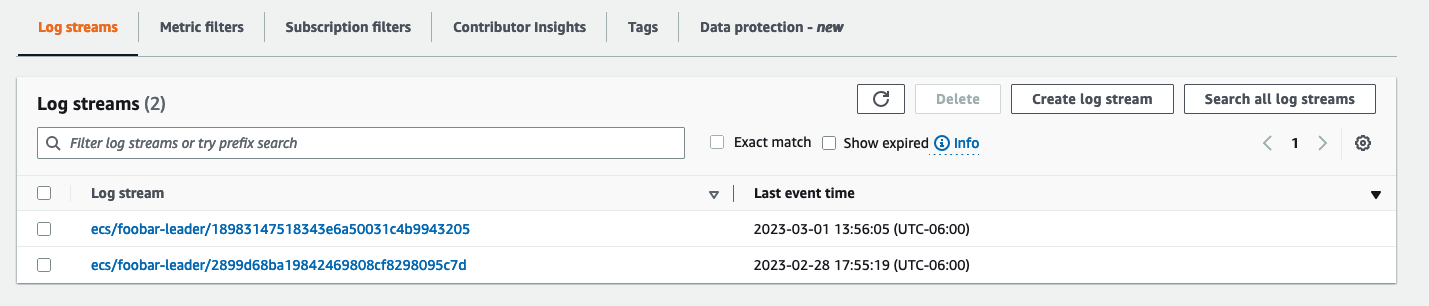 Log streams Metric filters Subscription filters Contributor Insights Tags Data protection - new
Log streams (2) Delete Create log stream Search all log streams
Filter log streams or try prefix search Exact match Show expired Info 1
Log stream Last event time
ecs/foobar-leader/18983147518343e6a50031c4b9943205 2023-03-01 13:56:05 (UTC-06:00)
ecs/foobar-leader/2899d68ba19842469808cf8298095c7d 2023-02-28 17:55:19 (UTC-06:00)